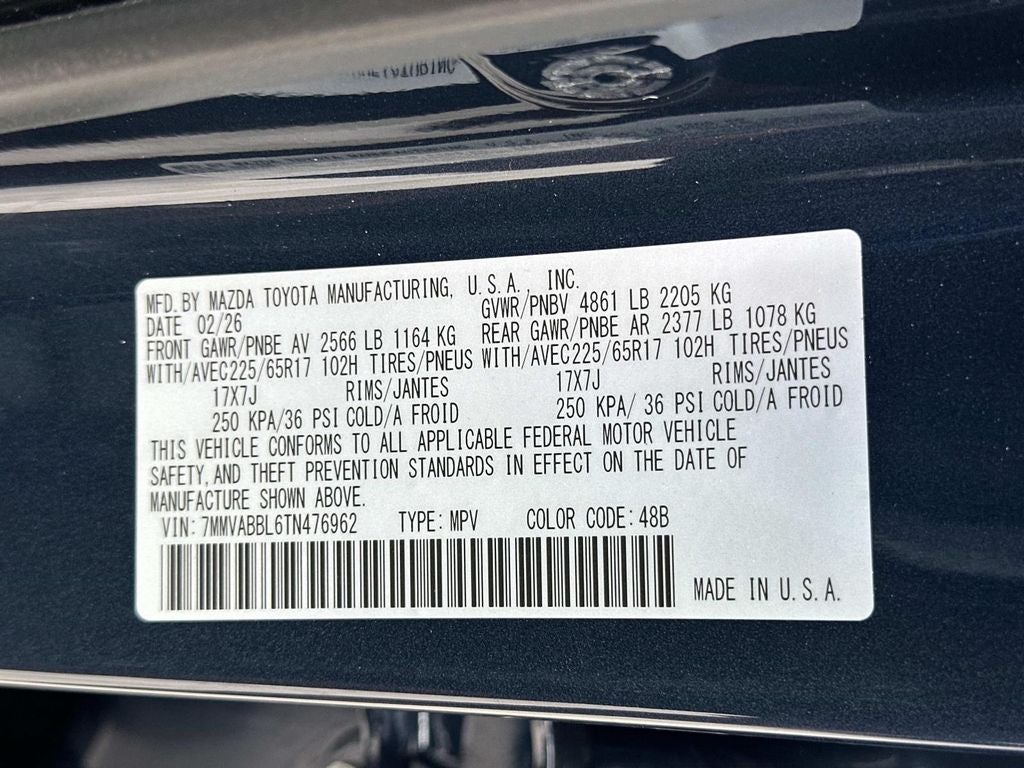 MFD. BY MAZDA TOYOTA MANUFACTURING, U.S.A., INC.
DATE 02/26 GVWR/PNBV 4861 LB 2205 KG
FRONT GAWR/PNBE AV 2566 LB 1164 KG REAR GAWR/PNBE AR 2377 LB 1078 KG
WITH/AVEC 225/65R17 102H TIRES/PNEUS WITH/AVEC 225/65R17 102H TIRES/PNEUS
17X7J RIMS/JANTES 17X7J RIMS/JANTES
250 KPA/36 PSI COLD/A FROID 250 KPA/ 36 PSI COLD/A FROID
THIS VEHICLE CONFORMS TO ALL APPLICABLE FEDERAL MOTOR VEHICLE
SAFETY, AND THEFT PREVENTION STANDARDS IN EFFECT ON THE DATE OF
MANUFACTURE SHOWN ABOVE.
VIN: 7MMVABBL6TN476962 TYPE: MPV COLOR CODE: 48B
MADE IN U.S.A.